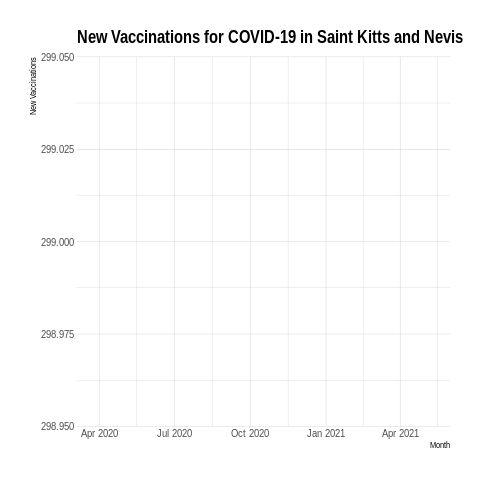 New Vaccinations for COVID-19 in Saint Kitts and Nevis
New Vaccinations
299.050
299.025
299.000
298.975
298.950
Apr 2020 Jul 2020 Oct 2020 Jan 2021 Apr 2021
Month